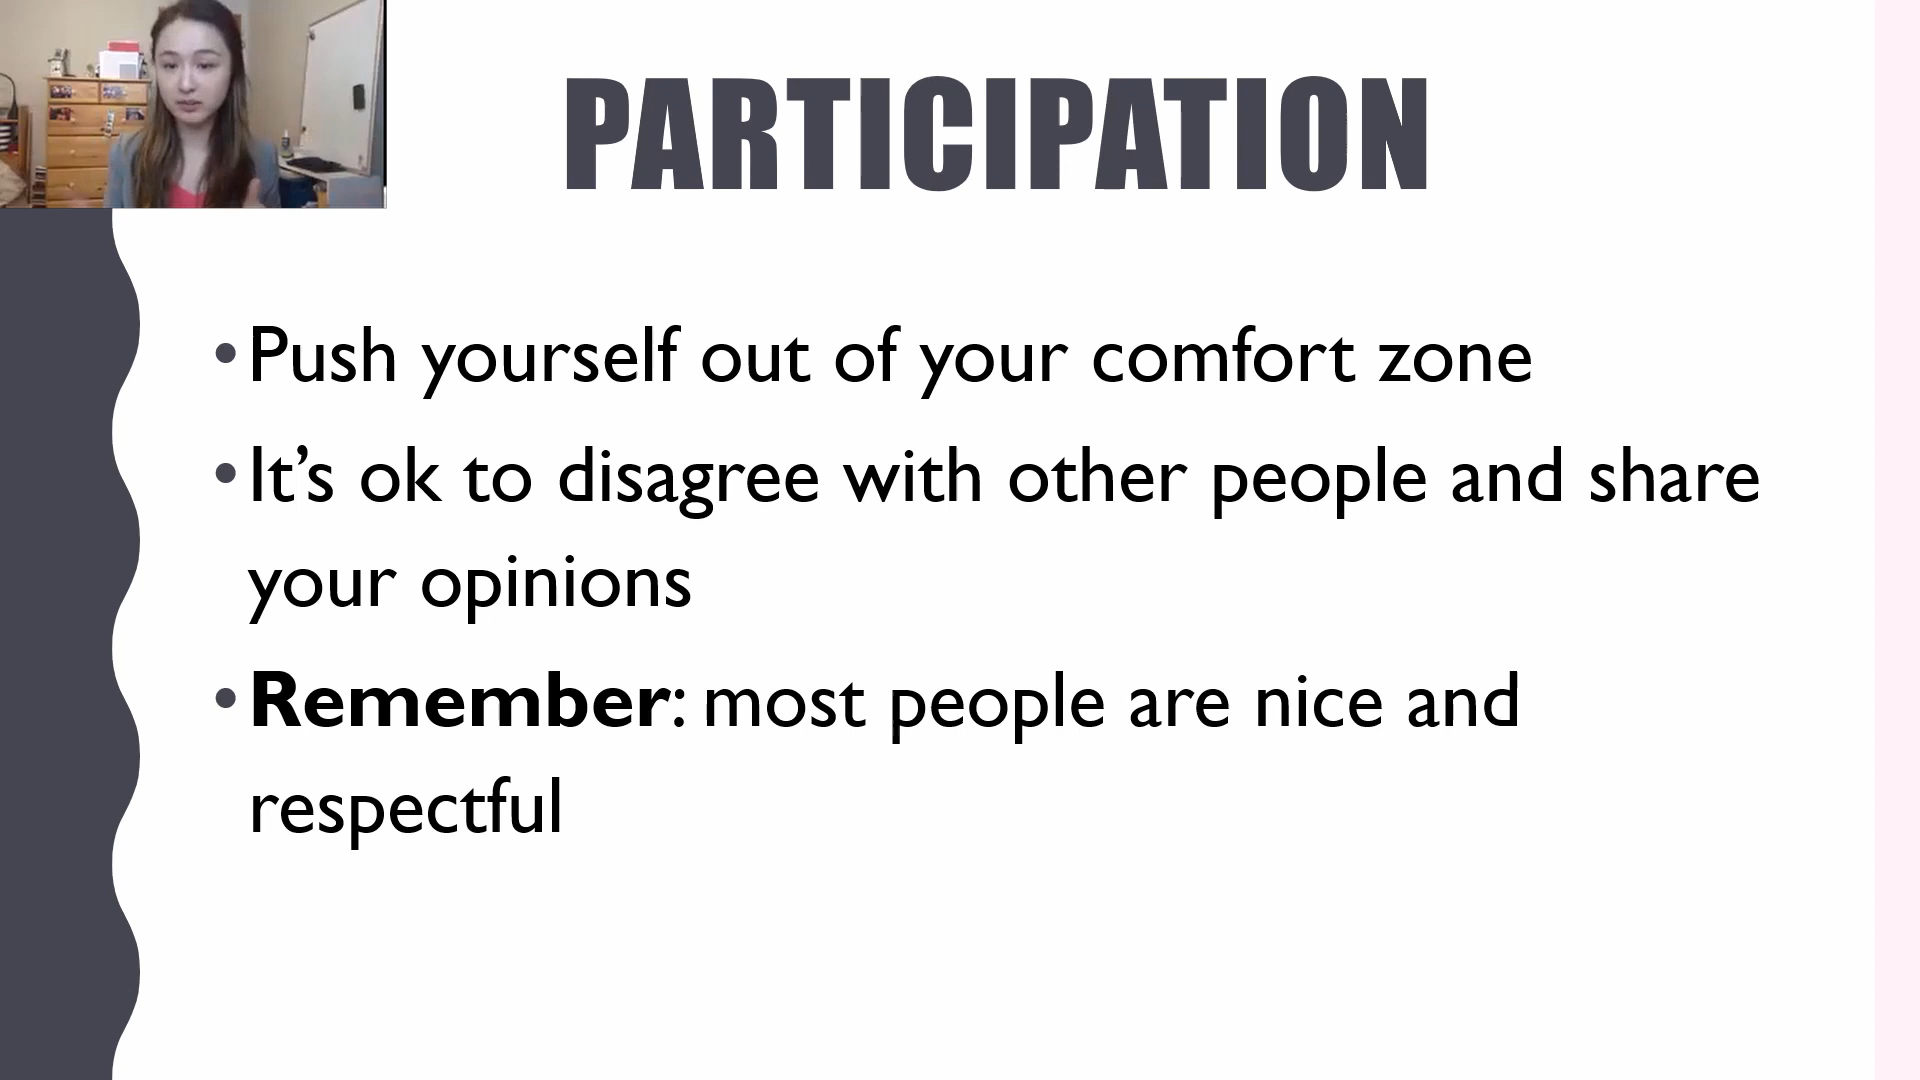 PARTICIPATION
•Push yourself out of your comfort zone
•It’s ok to disagree with other people and share
your opinions
•Remember: most people are nice and
respectful